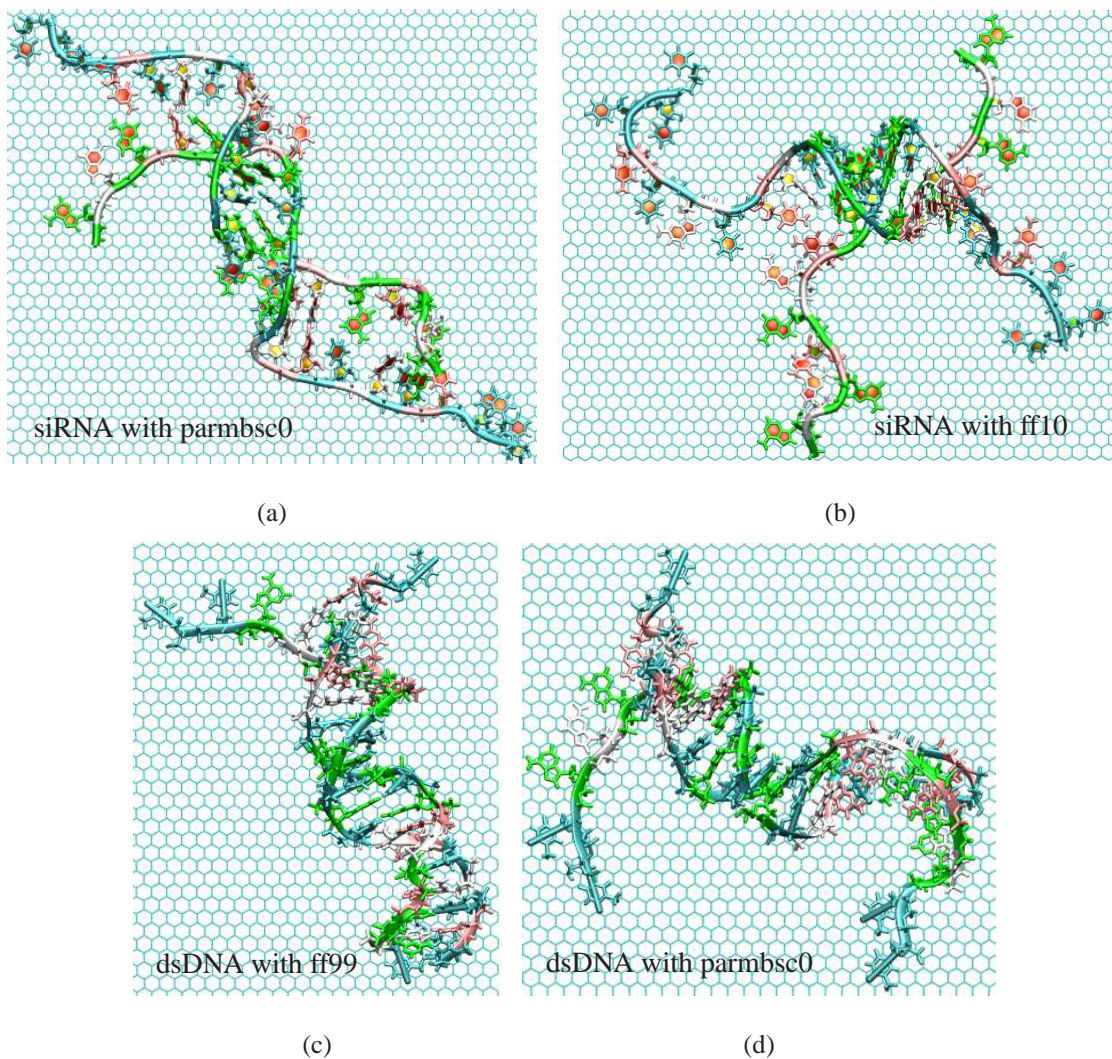 siRNA with parmbsc0
siRNA with ff10
(a)
(b)
dsDNA with ff99
dsDNA with parmbsc0
(c)
(d)